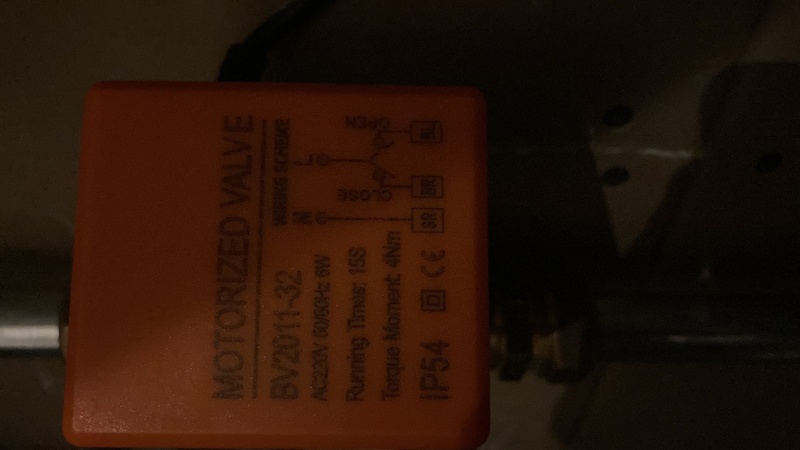 MOTORIZED VALVE
BV2011-32
AC220V 50/60Hz 6W
Running Times: 15S
Torque Moment: 4Nm
IP54 CE
WIRING SCHEME
N L
CLOSE OPEN
SR BR BL